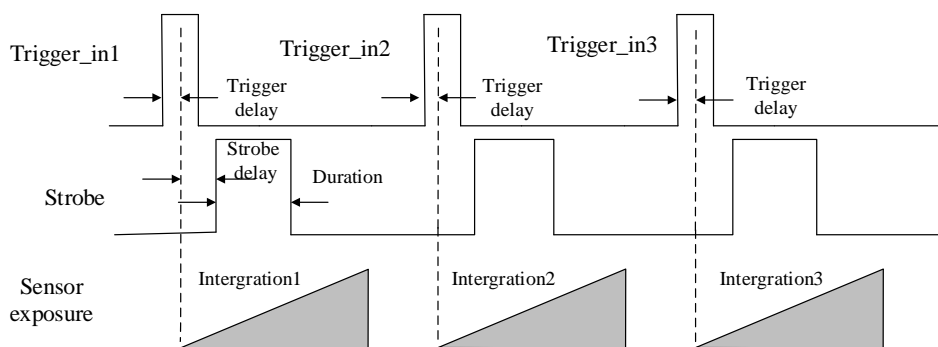 Trigger_in1
Trigger_in2
Trigger_in3
Trigger
delay
Trigger
delay
Trigger
delay
Strobe
Strobe
delay
Duration
Sensor
exposure
Intergration1
Intergration2
Intergration3